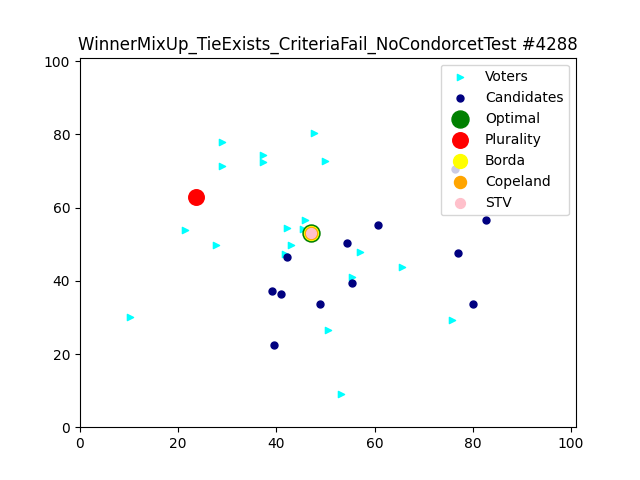 WinnerMixUp_TieExists_CriteriaFail_NoCondorcetTest #4288
100
80
60
40
20
0
0
20
40
60
80
100
Voters
Candidates
Optimal
Plurality
Borda
Copeland
STV